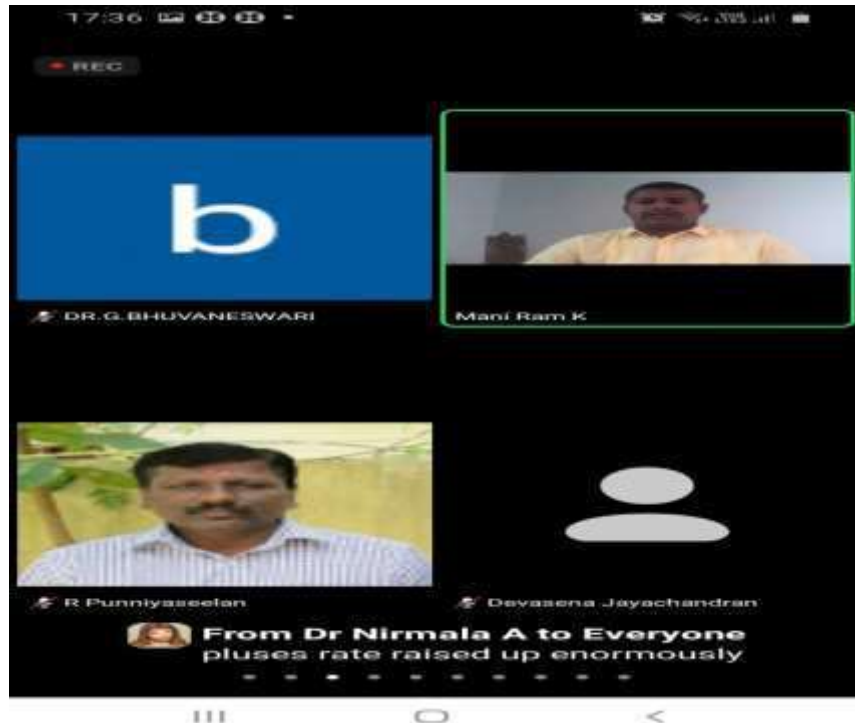 17:36
REC
b
DR.G.BHUVANESWARI
Mani Ram K
R Punniyaseelan
Devasena Jayachandran
From Dr Nirmala A to Everyone
pluses rate raised up enormously